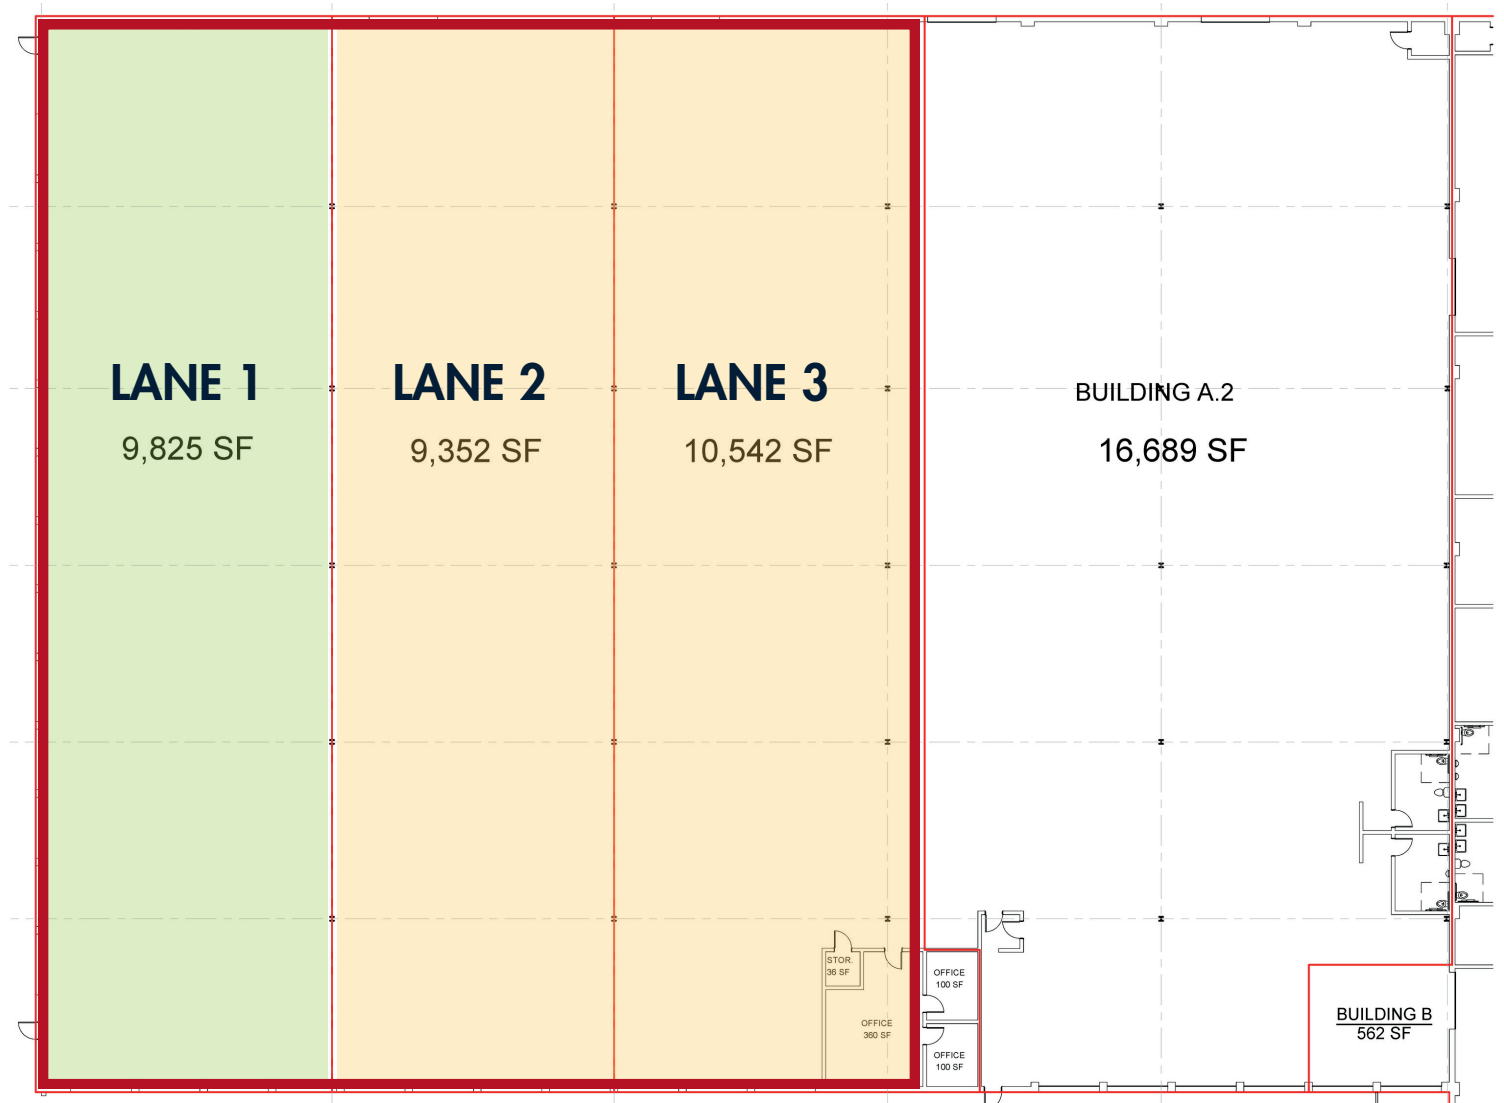 LANE 1
9,825 SF
LANE 2
9,352 SF
LANE 3
10,542 SF
BUILDING A.2
16,689 SF
STOR.
36 SF
OFFICE
360 SF
OFFICE
100 SF
OFFICE
100 SF
BUILDING B
562 SF